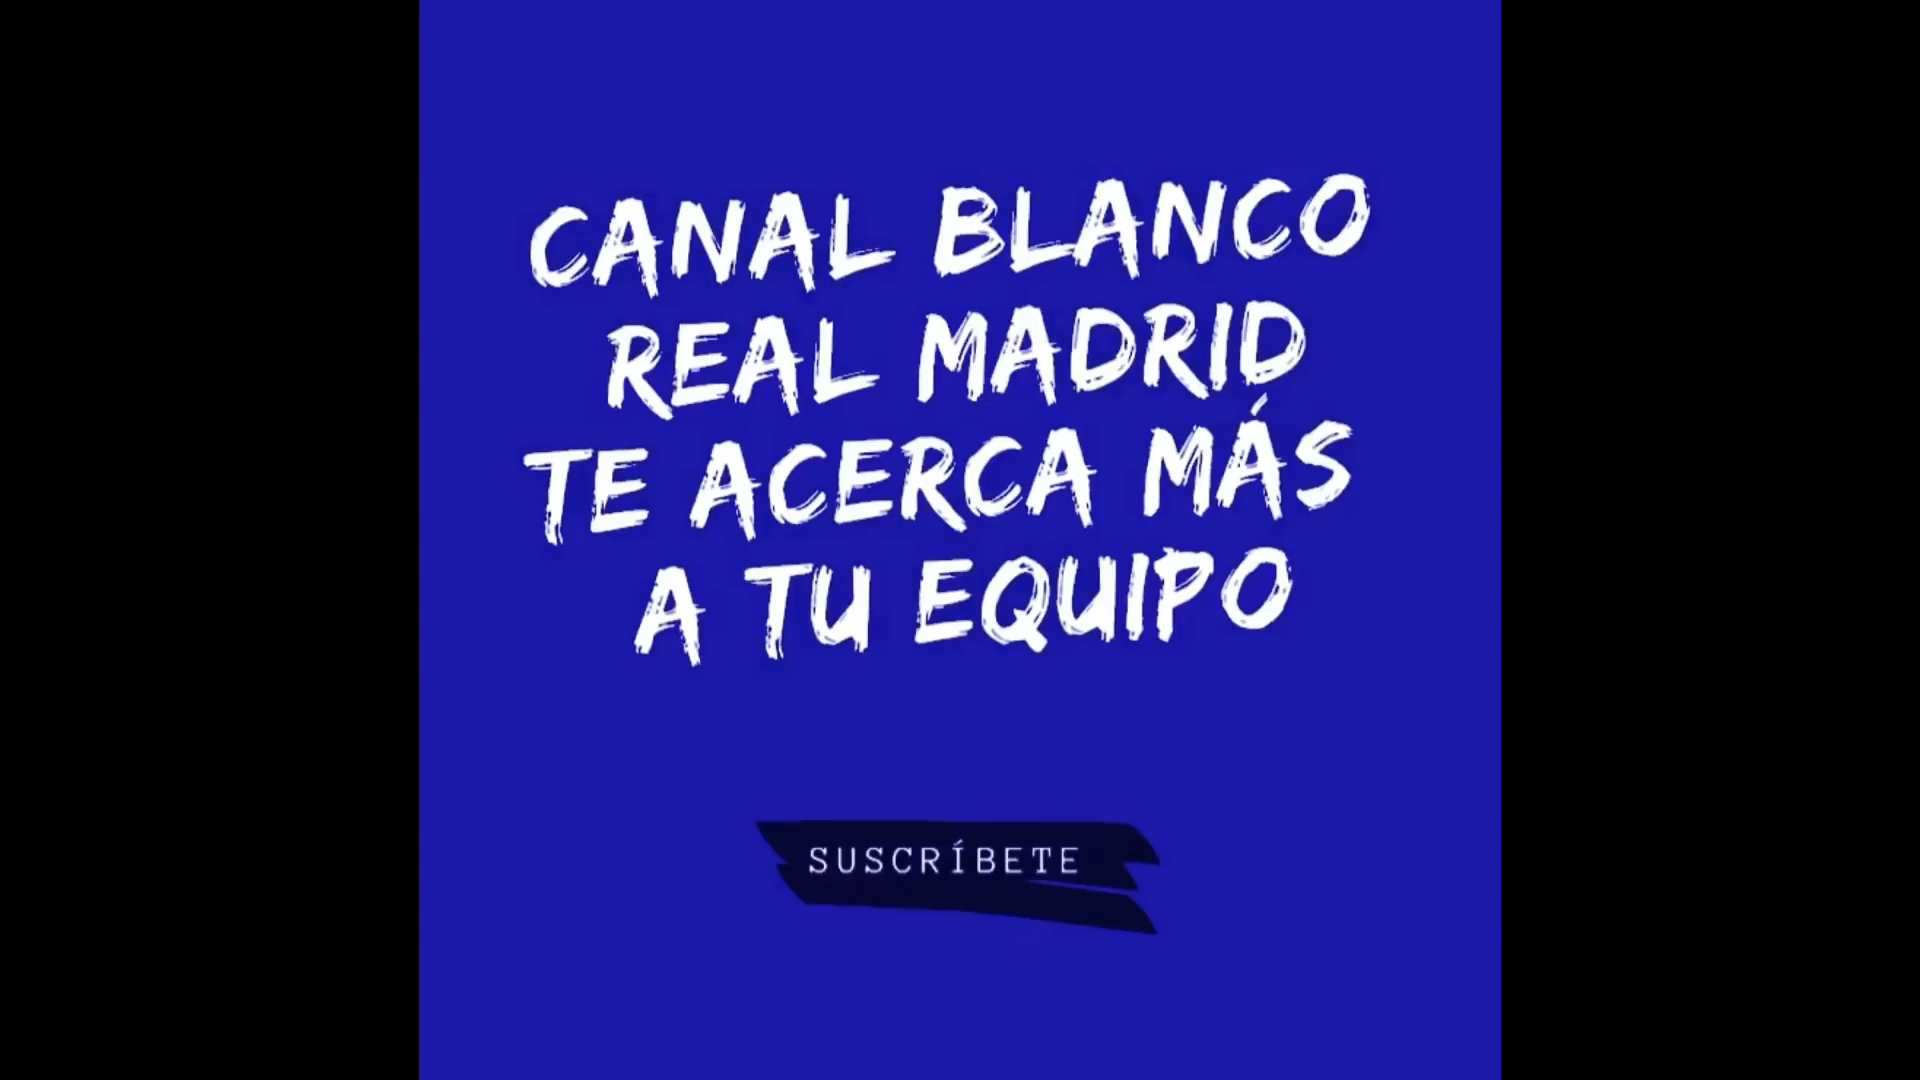 CANAL BLANCO
REAL MADRID
TE ACERCA MÁS
A TU EQUIPO
SUSCRÍBETE